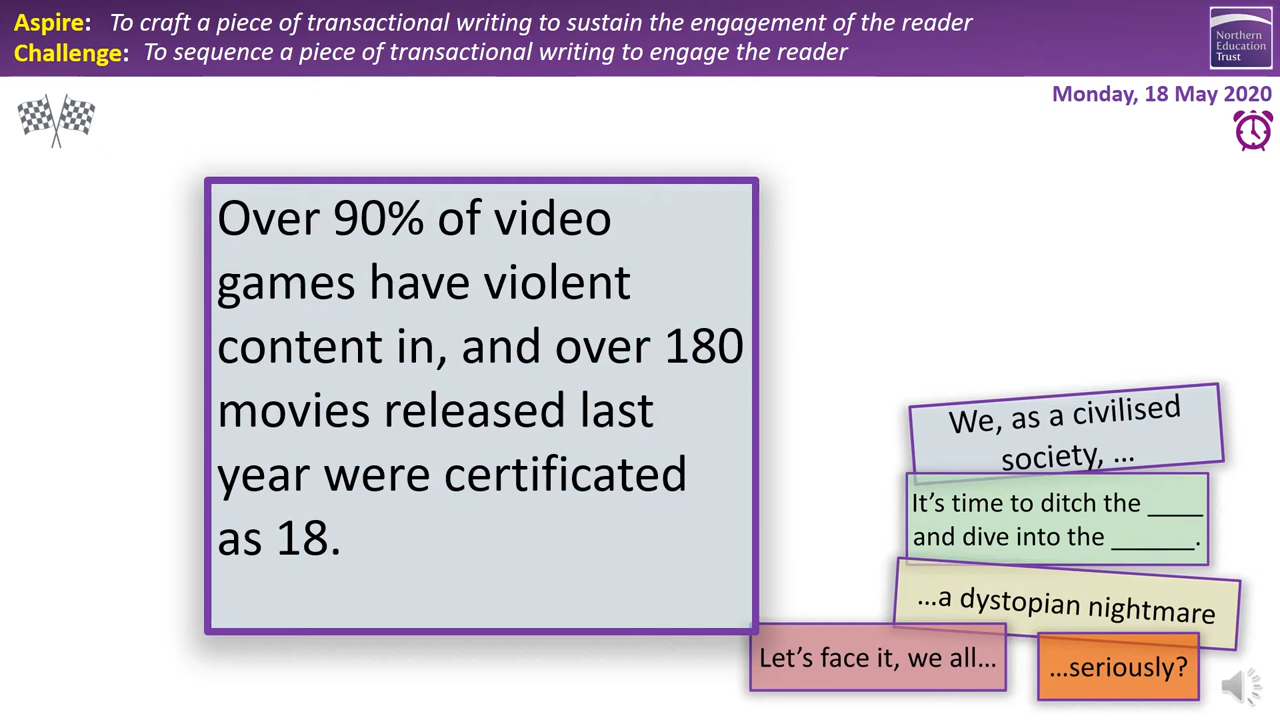 Aspire: To craft a piece of transactional writing to sustain the engagement of the reader
Challenge: To sequence a piece of transactional writing to engage the reader
Northern
Education
Trust
Monday, 18 May 2020
Over 90% of video
games have violent
content in, and over 180
movies released last
year were certificated
as 18.
We, as a civilised
society, …
It’s time to ditch the ____
and dive into the ______.
…a dystopian nightmare
Let’s face it, we all…
…seriously?